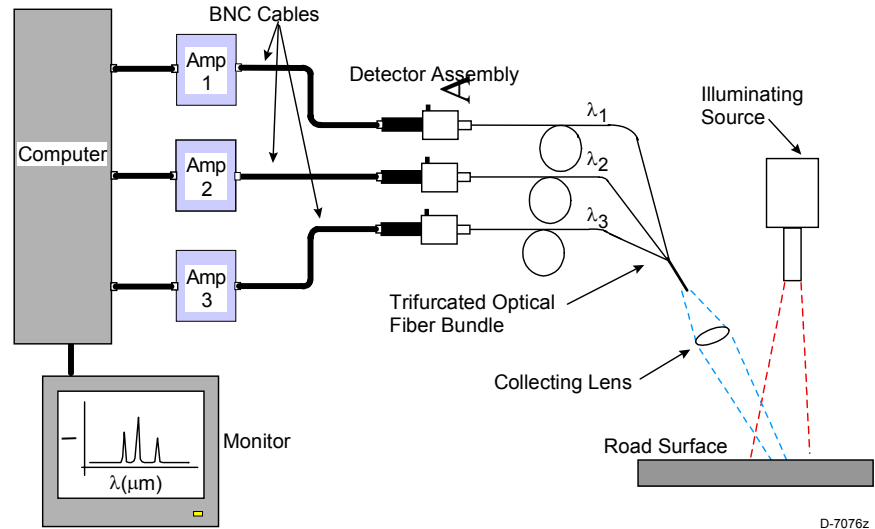 BNC Cables
Amp
1
Detector Assembly
A
Illuminating
Source
λ1
Computer
Amp
2
λ2
λ3
Amp
3
Trifurcated Optical
Fiber Bundle
Collecting Lens
I
Monitor
λ(μm)
Road Surface
D-7076z